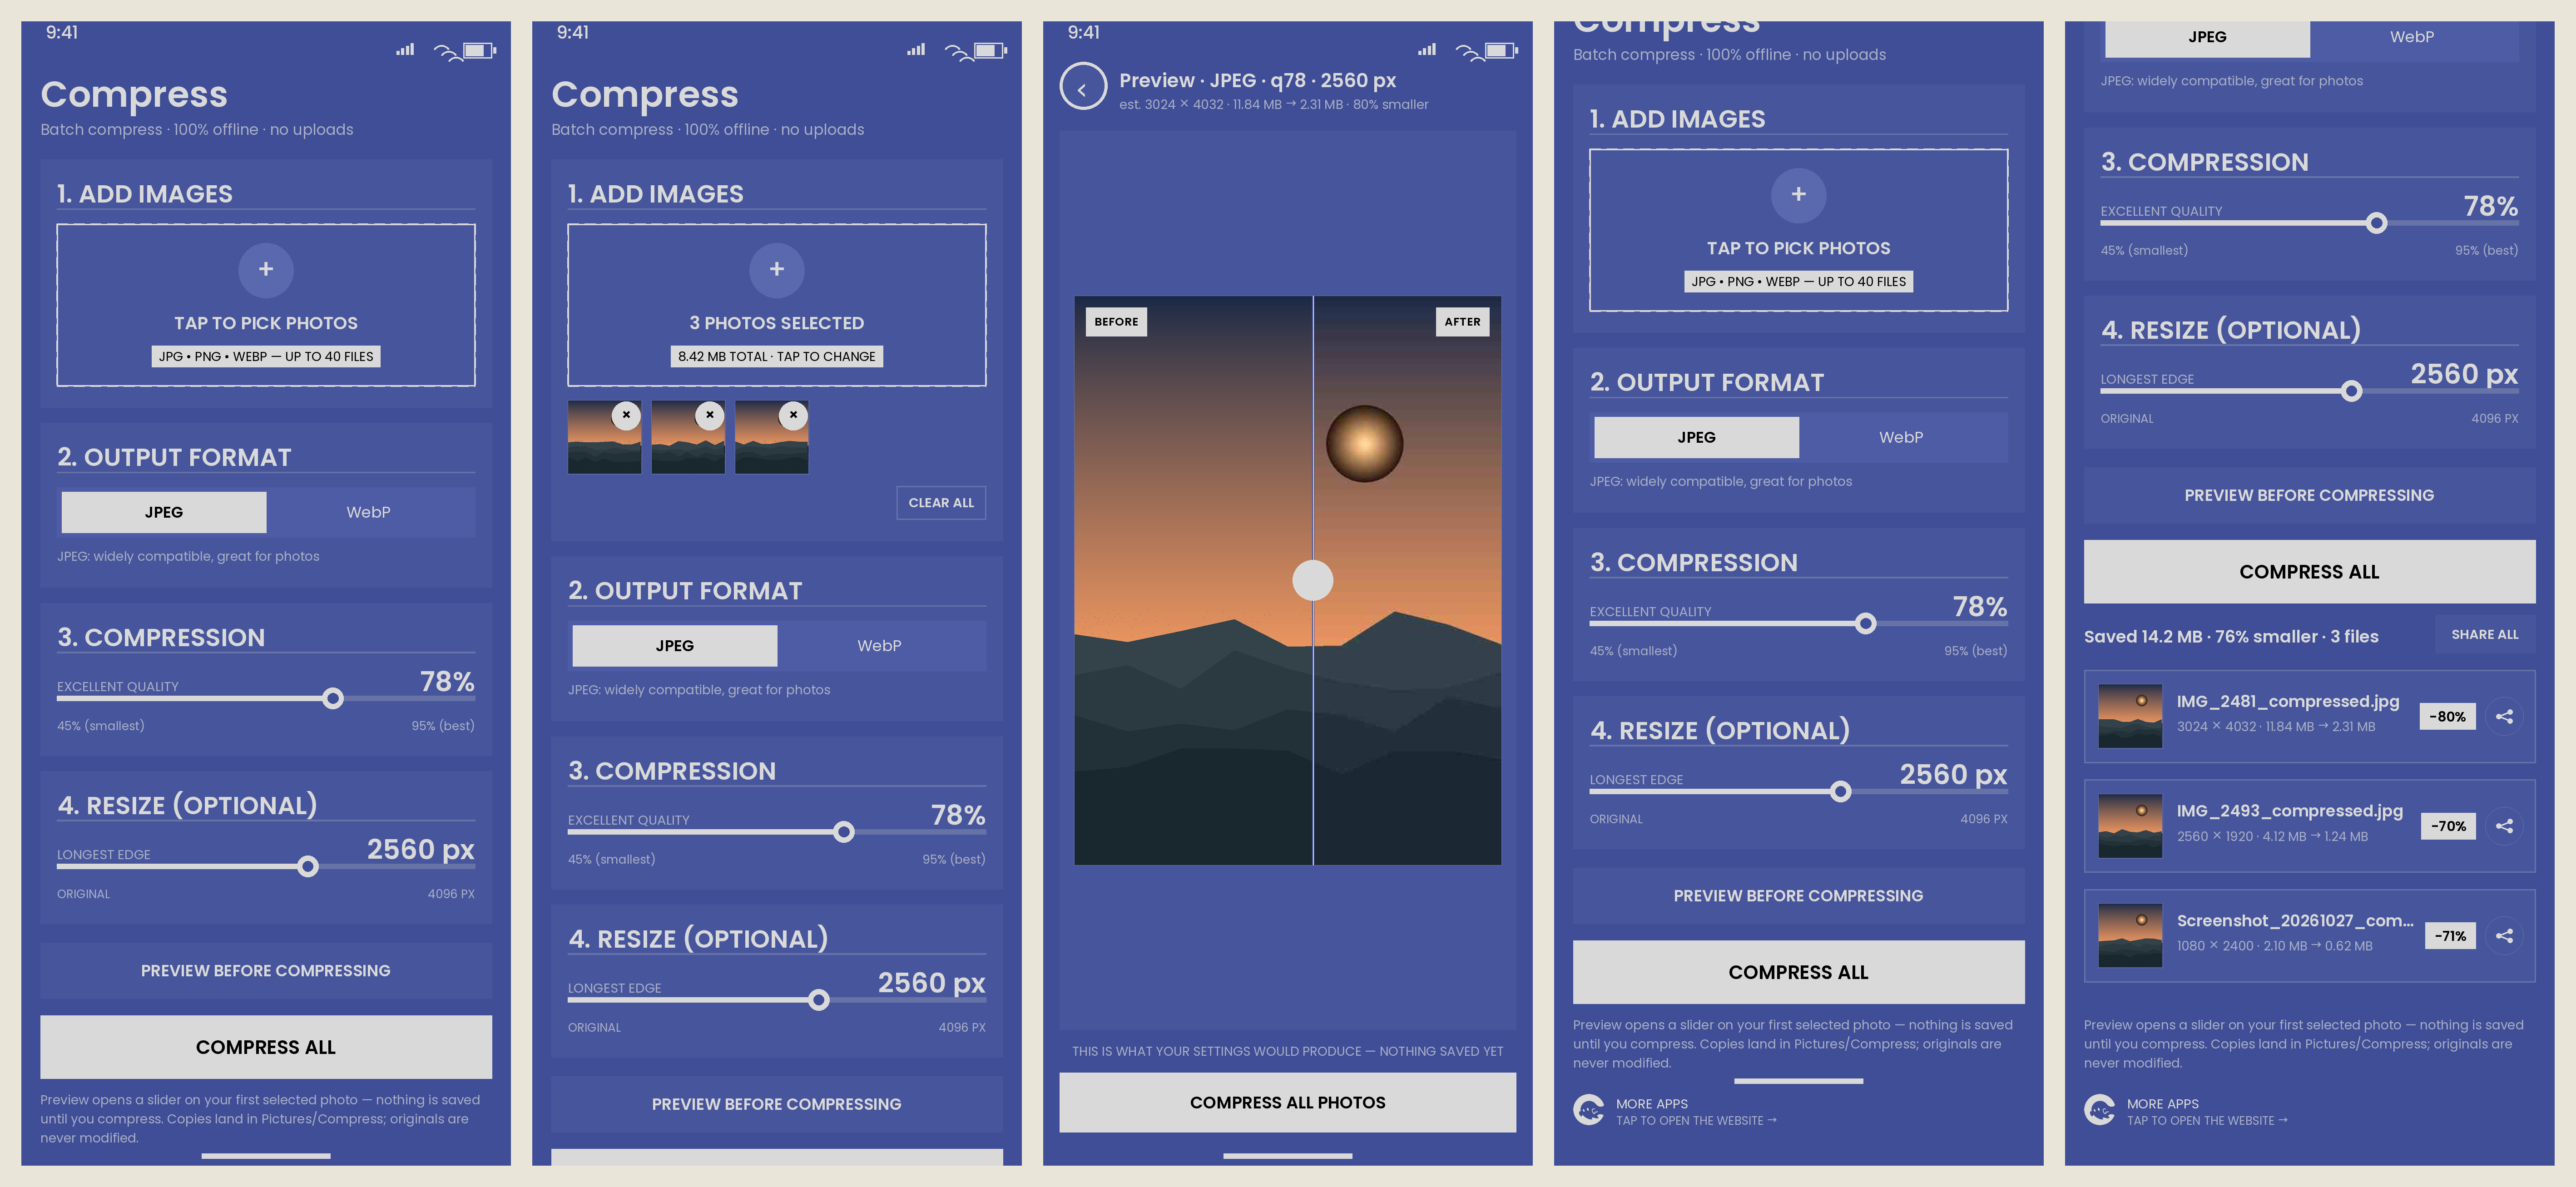 9:41
Compress
Batch compress · 100% offline · no uploads
1. ADD IMAGES
+
TAP TO PICK PHOTOS
JPG • PNG • WEBP — UP TO 40 FILES
2. OUTPUT FORMAT
JPEG WebP
JPEG: widely compatible, great for photos
3. COMPRESSION
EXCELLENT QUALITY 78%
45% (smallest) 95% (best)
4. RESIZE (OPTIONAL)
LONGEST EDGE 2560 px
ORIGINAL 4096 PX
PREVIEW BEFORE COMPRESSING
COMPRESS ALL
Preview opens a slider on your first selected photo — nothing is saved
until you compress. Copies land in Pictures/Compress; originals are
never modified.
9:41
Compress
Batch compress · 100% offline · no uploads
1. ADD IMAGES
+
3 PHOTOS SELECTED
8.42 MB TOTAL · TAP TO CHANGE
× × ×
CLEAR ALL
2. OUTPUT FORMAT
JPEG WebP
JPEG: widely compatible, great for photos
3. COMPRESSION
EXCELLENT QUALITY 78%
45% (smallest) 95% (best)
4. RESIZE (OPTIONAL)
LONGEST EDGE 2560 px
ORIGINAL 4096 PX
PREVIEW BEFORE COMPRESSING
9:41
‹
Preview · JPEG · q78 · 2560 px
est. 3024 × 4032 · 11.84 MB → 2.31 MB · 80% smaller
BEFORE AFTER
THIS IS WHAT YOUR SETTINGS WOULD PRODUCE — NOTHING SAVED YET
COMPRESS ALL PHOTOS
Compress
Batch compress · 100% offline · no uploads
1. ADD IMAGES
+
TAP TO PICK PHOTOS
JPG • PNG • WEBP — UP TO 40 FILES
2. OUTPUT FORMAT
JPEG WebP
JPEG: widely compatible, great for photos
3. COMPRESSION
EXCELLENT QUALITY 78%
45% (smallest) 95% (best)
4. RESIZE (OPTIONAL)
LONGEST EDGE 2560 px
ORIGINAL 4096 PX
PREVIEW BEFORE COMPRESSING
COMPRESS ALL
Preview opens a slider on your first selected photo — nothing is saved
until you compress. Copies land in Pictures/Compress; originals are
never modified.
MORE APPS
TAP TO OPEN THE WEBSITE →
JPEG WebP
JPEG: widely compatible, great for photos
3. COMPRESSION
EXCELLENT QUALITY 78%
45% (smallest) 95% (best)
4. RESIZE (OPTIONAL)
LONGEST EDGE 2560 px
ORIGINAL 4096 PX
PREVIEW BEFORE COMPRESSING
COMPRESS ALL
Saved 14.2 MB · 76% smaller · 3 files SHARE ALL
IMG_2481_compressed.jpg
3024 × 4032 · 11.84 MB → 2.31 MB
-80%
IMG_2493_compressed.jpg
2560 × 1920 · 4.12 MB → 1.24 MB
-70%
Screenshot_20261027_com...
1080 × 2400 · 2.10 MB → 0.62 MB
-71%
Preview opens a slider on your first selected photo — nothing is saved
until you compress. Copies land in Pictures/Compress; originals are
never modified.
MORE APPS
TAP TO OPEN THE WEBSITE →